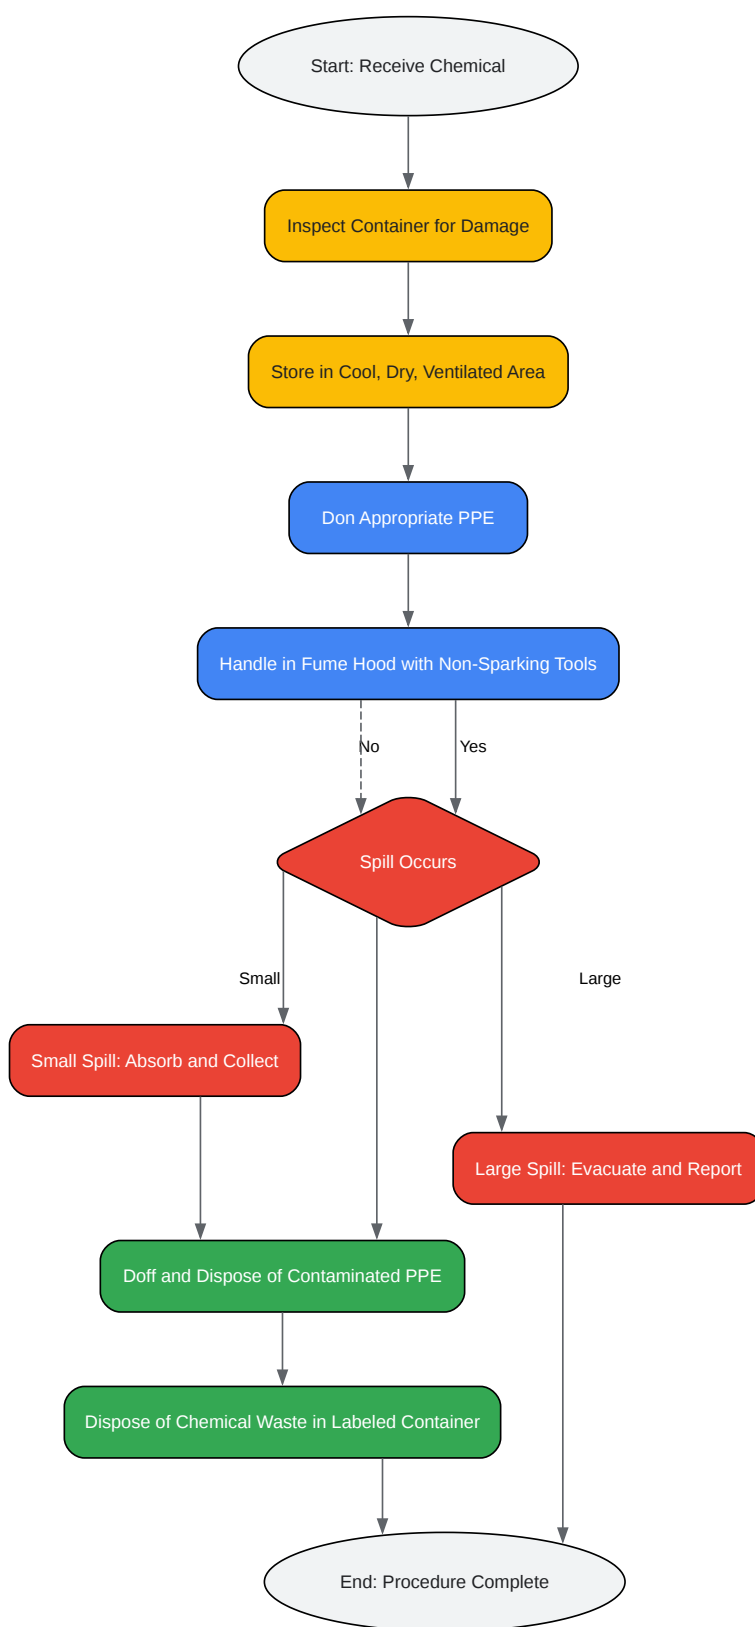 Start: Receive Chemical
Inspect Container for Damage
Store in Cool, Dry, Ventilated Area
Don Appropriate PPE
Handle in Fume Hood with Non-Sparking Tools
No
Yes
Spill Occurs
Small
Large
Small Spill: Absorb and Collect
Large Spill: Evacuate and Report
Doff and Dispose of Contaminated PPE
Dispose of Chemical Waste in Labeled Container
End: Procedure Complete